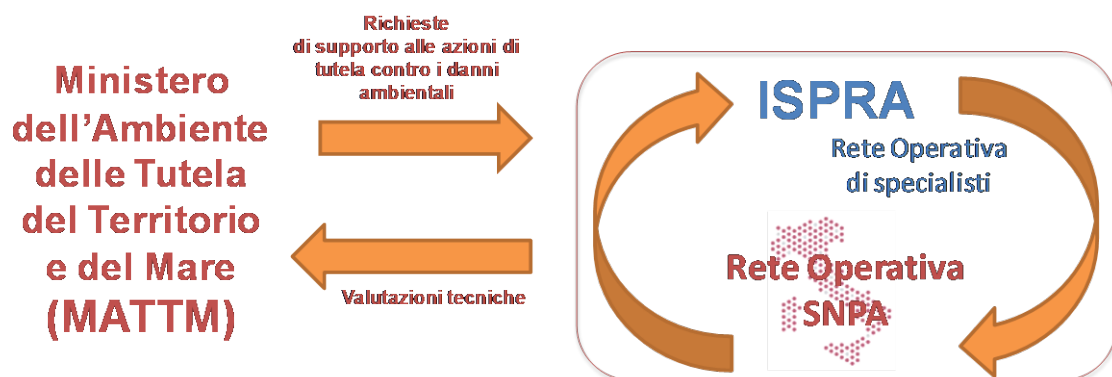 Richieste
di supporto alle azioni di
tutela contro i danni
ambientali
Ministero
dell'Ambiente
delle Tutela
del Territorio
e del Mare
(MATTM)
Valutazioni tecniche
ISPRA
Rete Operativa
di specialisti
Rete Operativa
SNPA